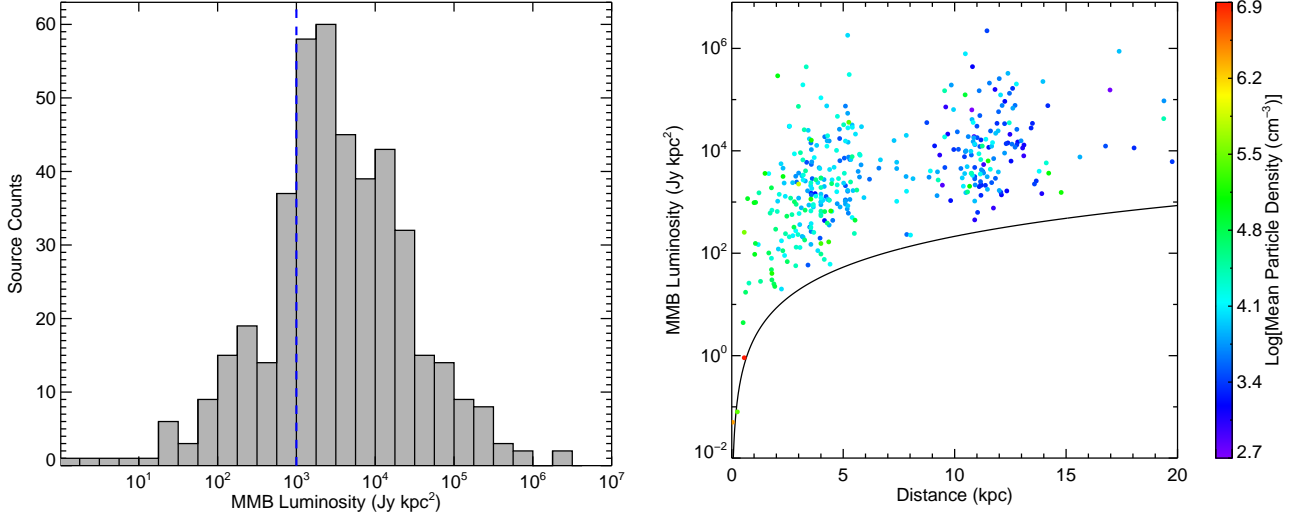 60
50
40
30
20
10
0
Source Counts
10¹ 10² 10³ 10⁴ 10⁵ 10⁶ 10⁷
MMB Luminosity (Jy kpc²)
10⁶
10⁴
10²
10⁰
10⁻²
MMB Luminosity (Jy kpc²)
0 5 10 15 20
Distance (kpc)
6.9
6.2
5.5
4.8
4.1
3.4
2.7
Log[Mean Particle Density (cm⁻³)]